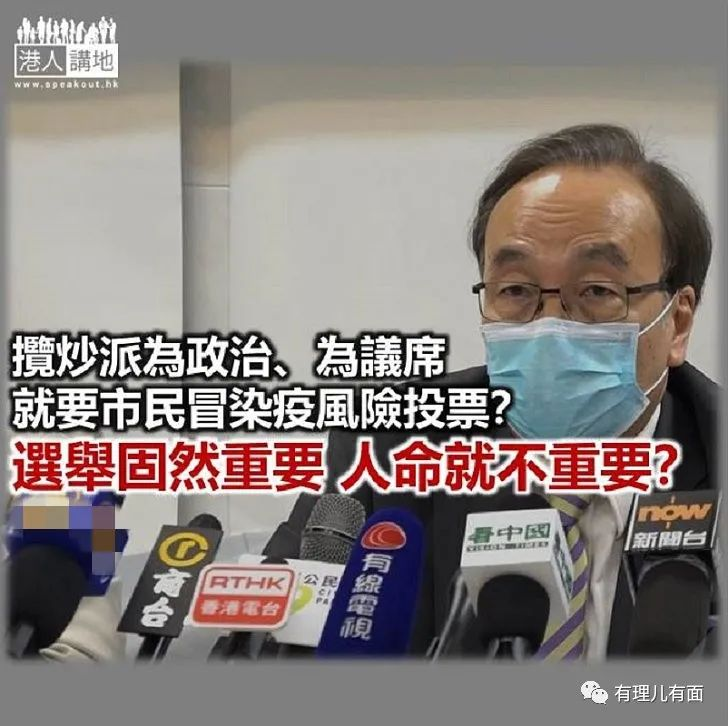 港人講地
www.speakout.hk
攬炒派為政治、為議席
就要市民冒染疫風險投票?
選舉固然重要 人命就不重要?
商台
RTHK
香港電台
公民
有線電視
看中國
VISION TIMES
now
新聞台
有理儿有面